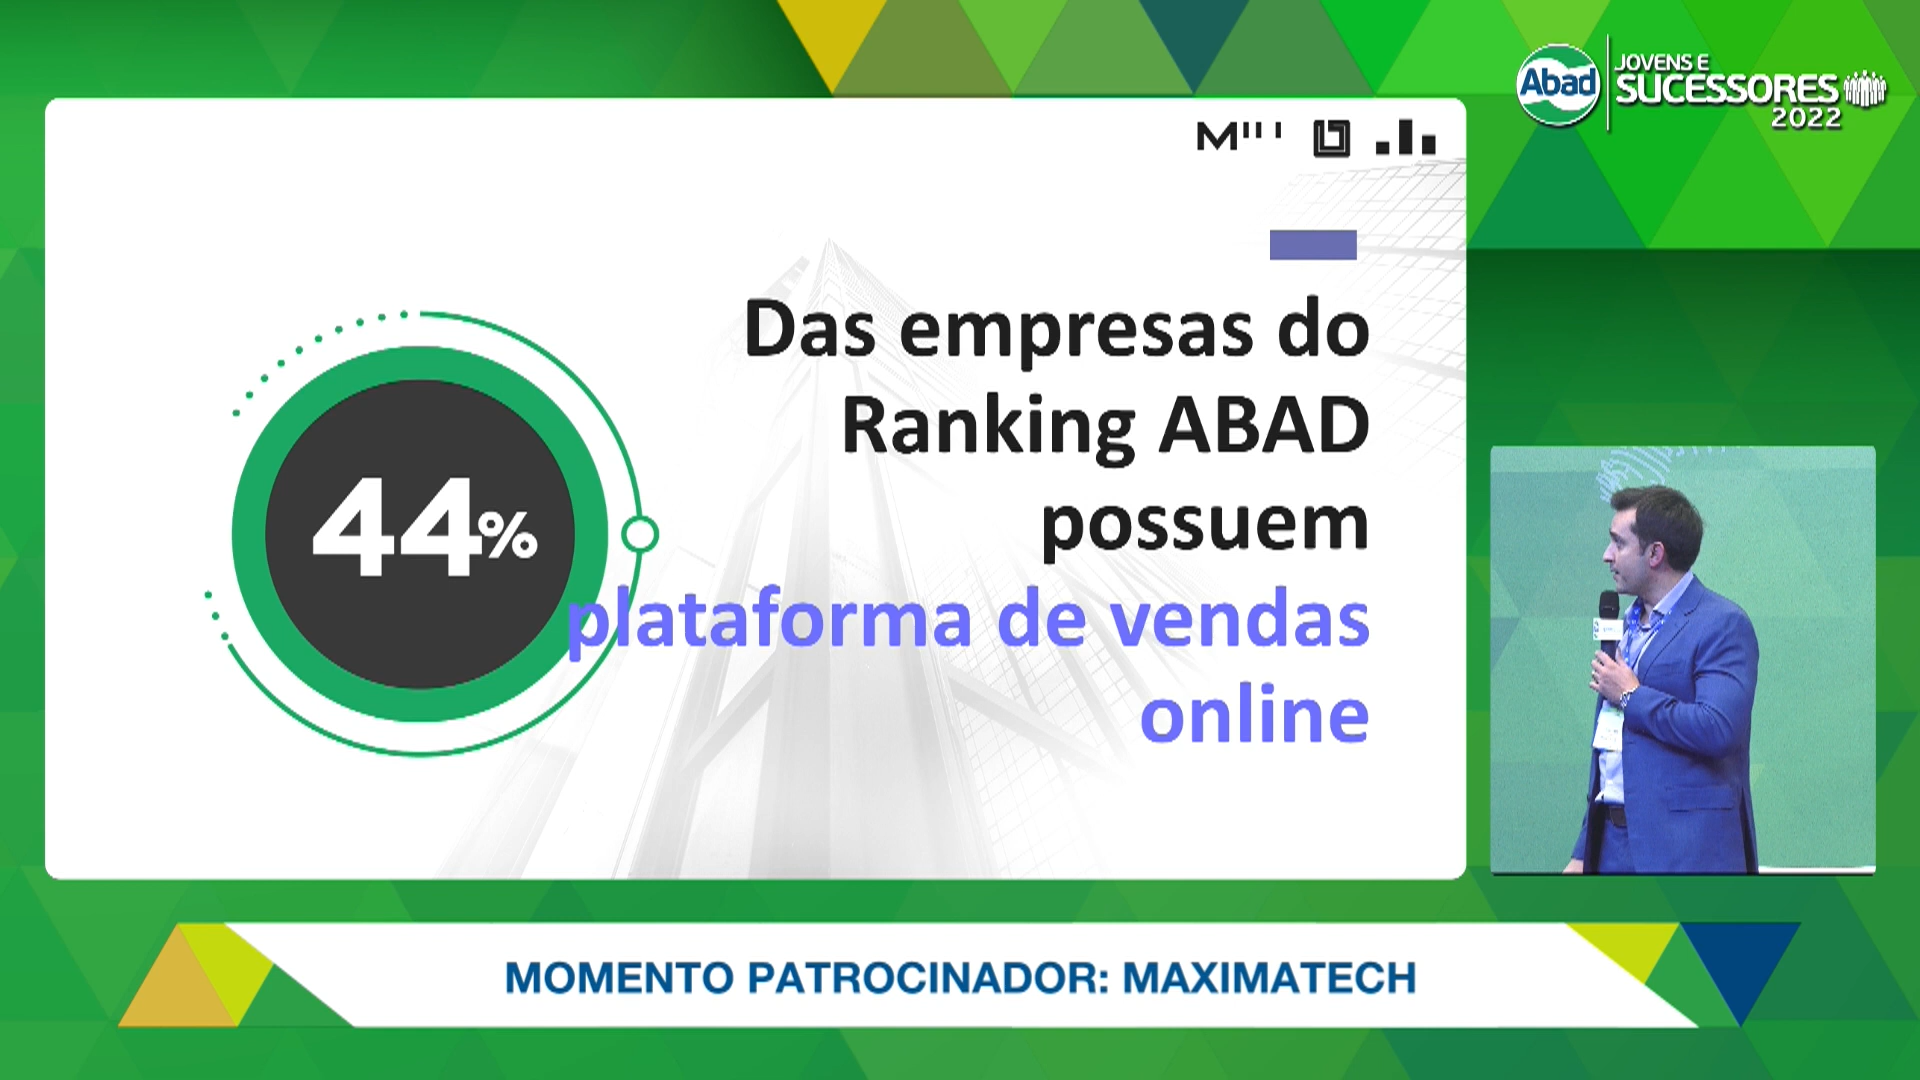 Abad
JOVENS E
SUCESSORES
2022
44%
Das empresas do
Ranking ABAD
possuem
plataforma de vendas
online
MOMENTO PATROCINADOR: MAXIMATECH